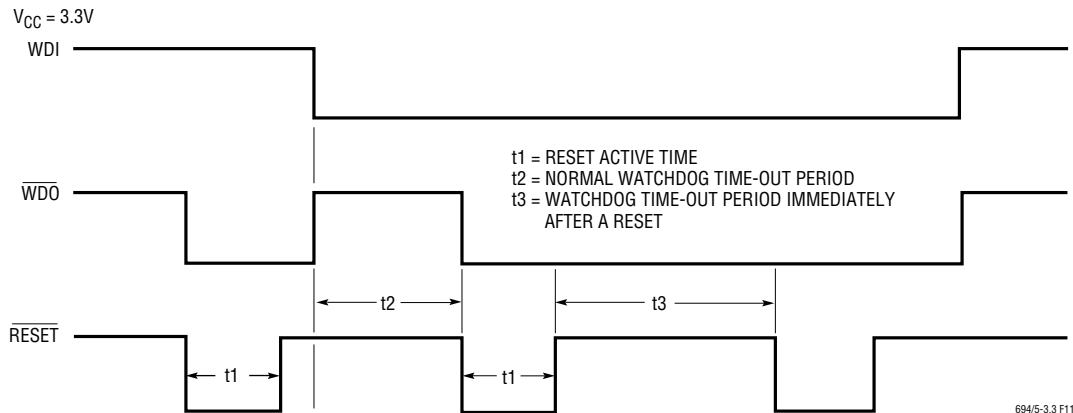 VCC = 3.3V
WDI
t1 = RESET ACTIVE TIME
t2 = NORMAL WATCHDOG TIME-OUT PERIOD
t3 = WATCHDOG TIME-OUT PERIOD IMMEDIATELY
AFTER A RESET
WDO
t2
t3
RESET
t1
t1
694/5-3.3 F11